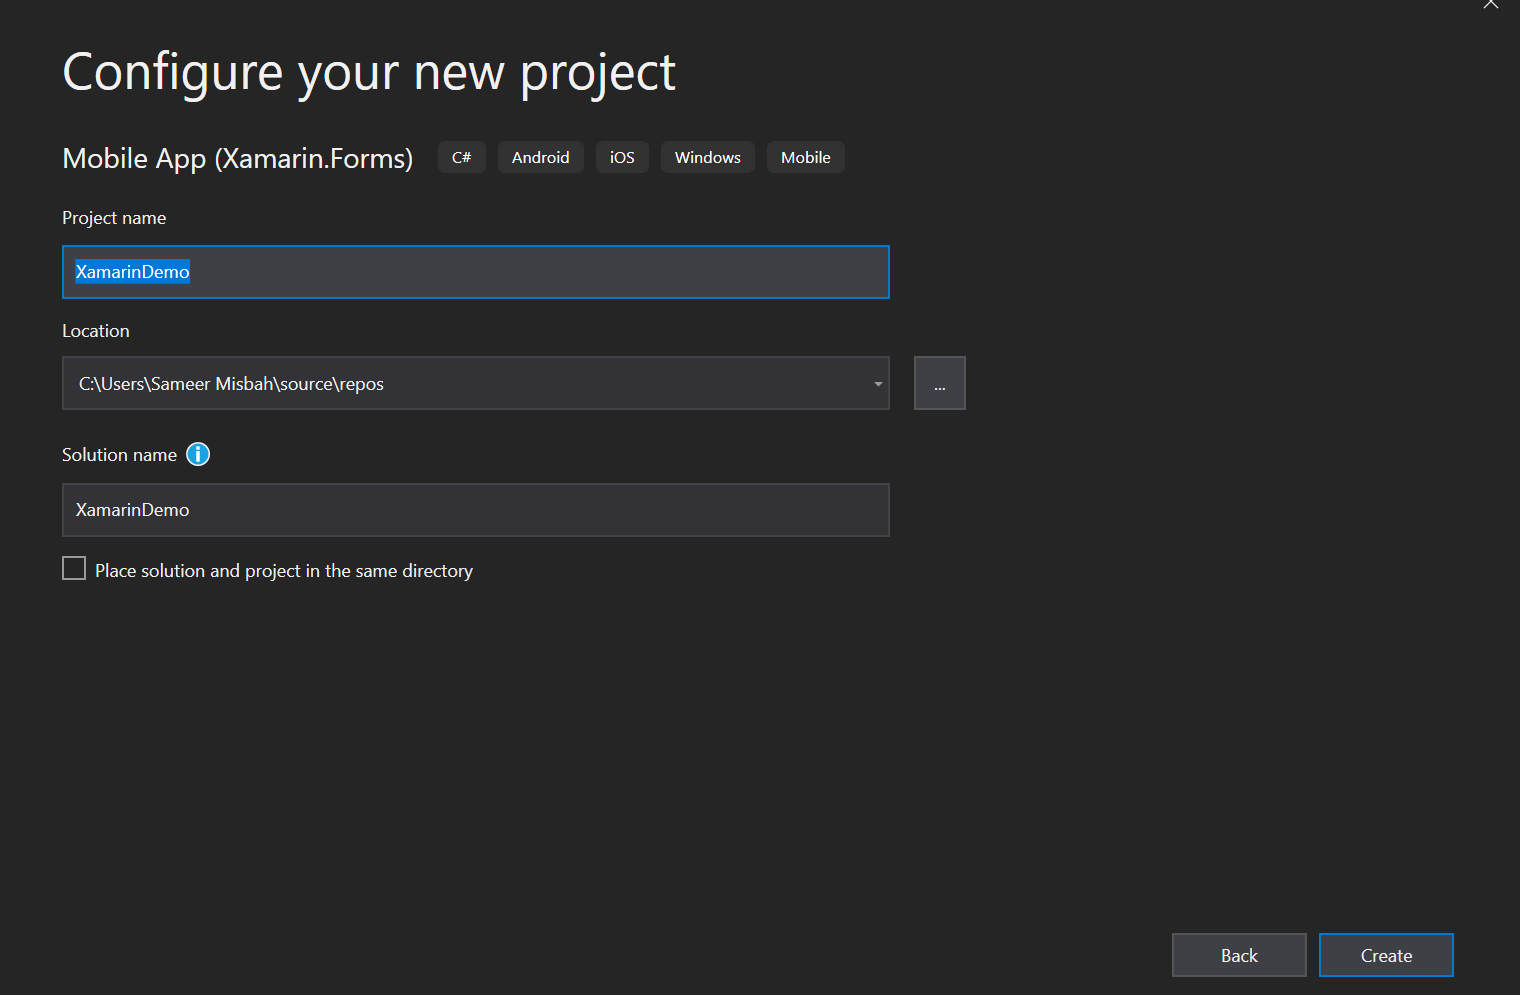 Configure your new project
Mobile App (Xamarin.Forms) C# Android iOS Windows Mobile
Project name
XamarinDemo
Location
C:\Users\Sameer Misbah\source\repos
...
Solution name
XamarinDemo
Place solution and project in the same directory
Back Create